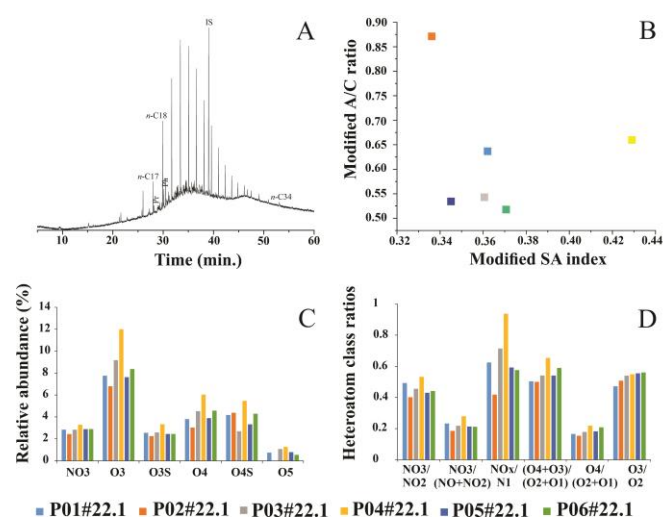 A
IS
n-C18
n-C17
Pr
Ph
n-C34
10 20 30 40 50 60
Time (min.)
B
Modified A/C ratio
0.90
0.85
0.80
0.75
0.70
0.65
0.60
0.55
0.50
0.32 0.34 0.36 0.38 0.40 0.42 0.44
Modified SA index
C
Relative abundance (%)
14
12
10
8
6
4
2
0
NO3 O3 O3S O4 O4S O5
D
Heteroatom class ratios
1
0.8
0.6
0.4
0.2
0
NO3/ NO3/ NOx/ (O4+O3)/ O4/ O3/
NO2 (NO+NO2) N1 (O2+O1) (O2+O1) O2
P01#22.1 P02#22.1 P03#22.1 P04#22.1 P05#22.1 P06#22.1